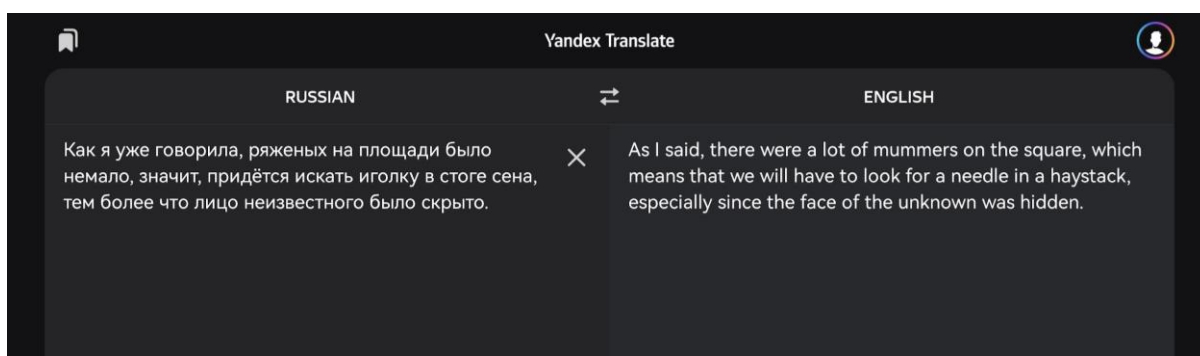 Yandex Translate
RUSSIAN
ENGLISH
Как я уже говорила, ряженых на площади было
немало, значит, придётся искать иголку в стоге сена,
тем более что лицо неизвестного было скрыто.
As I said, there were a lot of mummers on the square, which
means that we will have to look for a needle in a haystack,
especially since the face of the unknown was hidden.